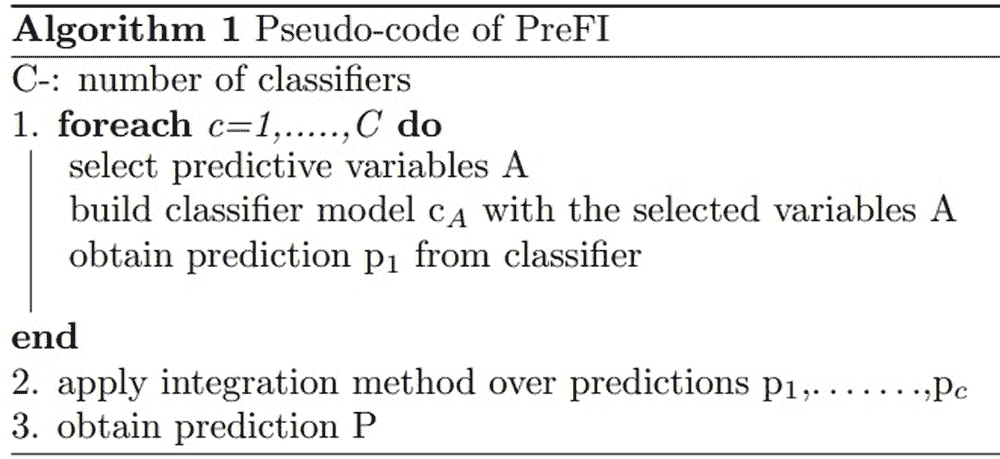 Algorithm 1 Pseudo-code of PreFI
C-: number of classifiers
1. foreach c=1,.....,C do
select predictive variables A
build classifier model c_A with the selected variables A
obtain prediction p_1 from classifier
end
2. apply integration method over predictions p_1,.......,p_c
3. obtain prediction P